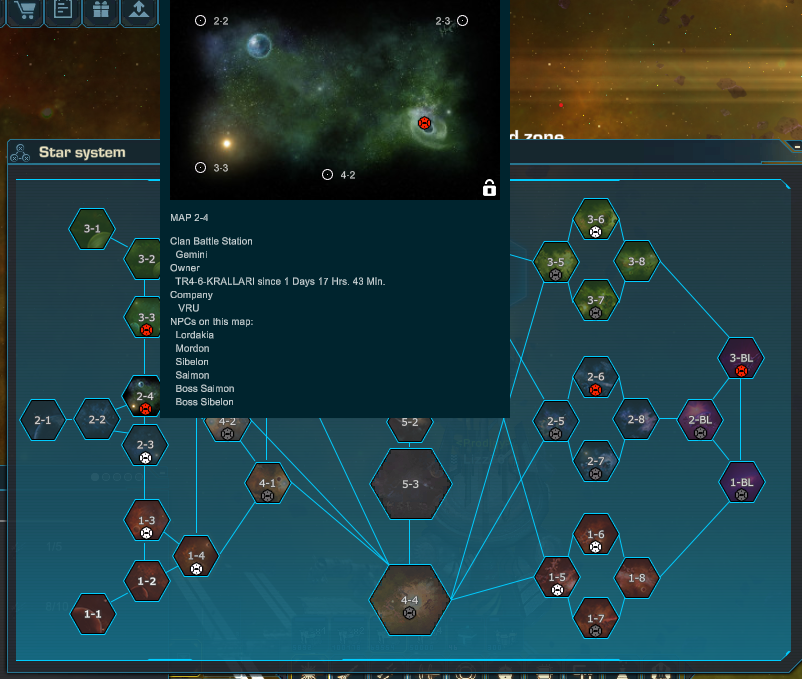 2-2
2-3
3-3
4-2
d zone
Star system
MAP 2-4
Clan Battle Station
Gemini
Owner
TR4-6-KRALLARI since 1 Days 17 Hrs. 43 Min.
Company
VRU
NPCs on this map:
Lordakia
Mordon
Sibelon
Saimon
Boss Saimon
Boss Sibelon
3-1
3-2
3-3
2-4
2-1
2-2
2-3
4-2
5-2
4-1
5-3
1-3
1-4
1-2
1-1
4-4
3-6
3-5
3-8
3-7
3-BL
2-6
2-5
2-8
2-BL
2-7
1-BL
1-6
1-5
1-8
1-7